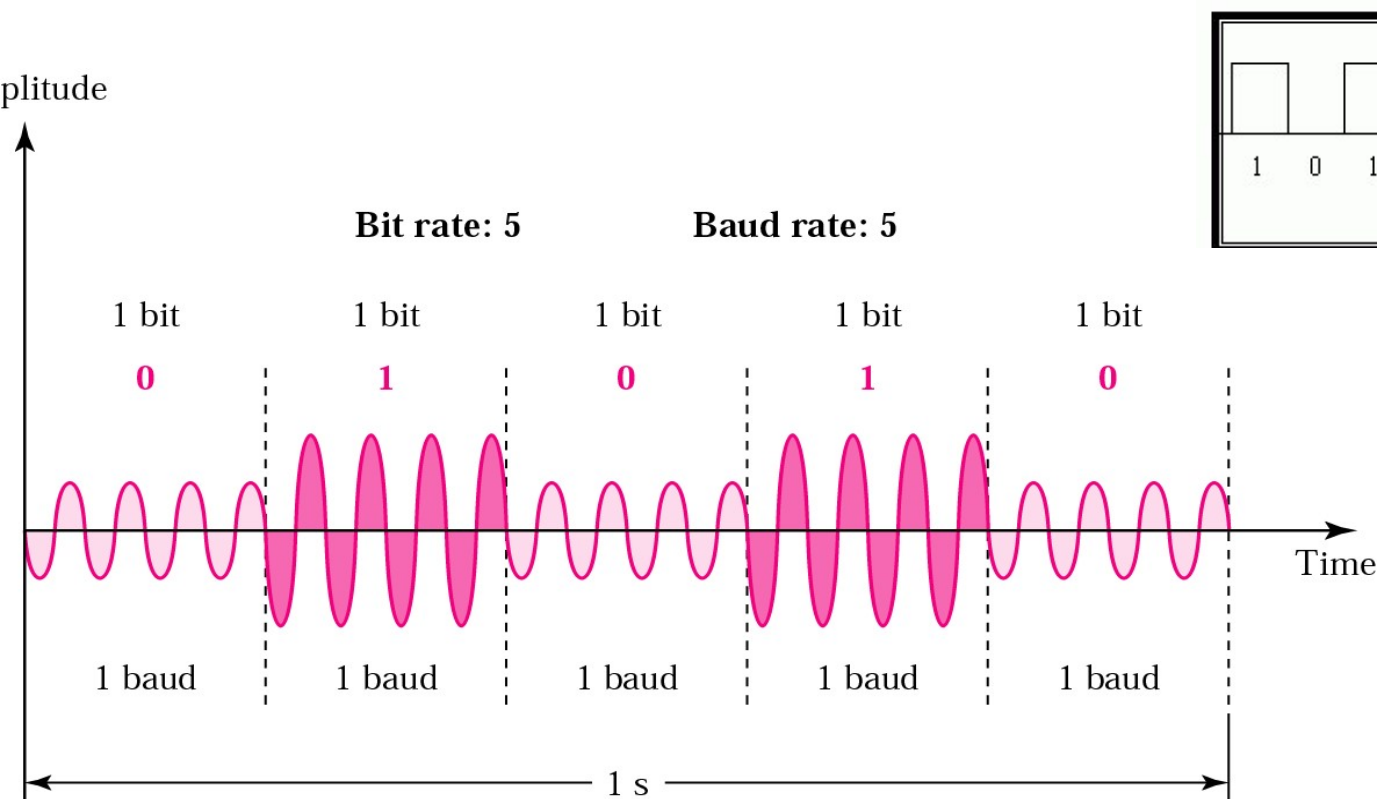 plitude
1 0 1
Bit rate: 5 Baud rate: 5
1 bit 1 bit 1 bit 1 bit 1 bit
0 1 0 1 0
Time
1 baud 1 baud 1 baud 1 baud 1 baud
1 s